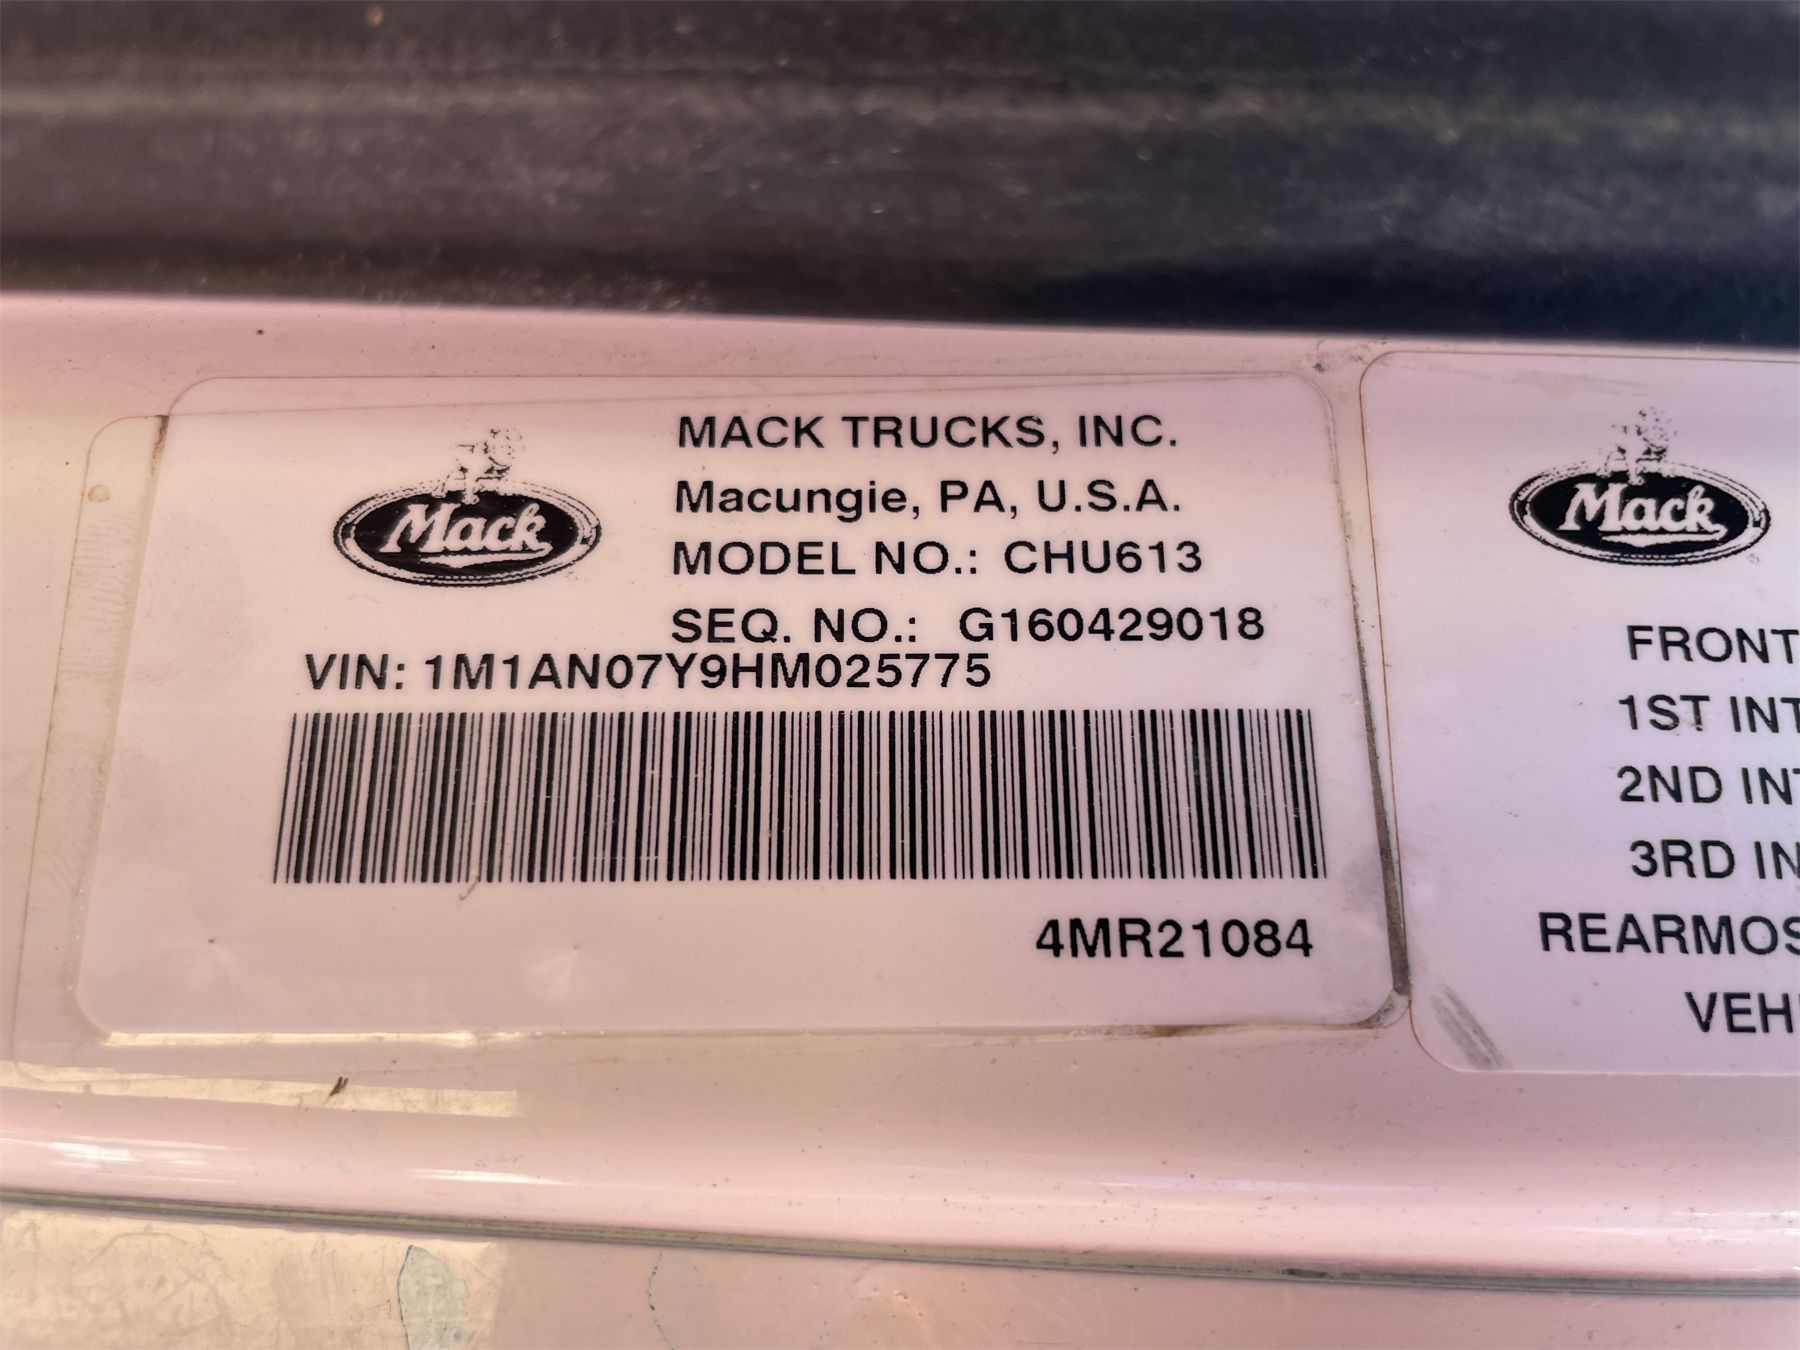 Mack
MACK TRUCKS, INC.
Macungie, PA, U.S.A.
MODEL NO.: CHU613
SEQ. NO.: G160429018
VIN: 1M1AN07Y9HM025775
4MR21084
Mack
FRONT
1ST INT
2ND INT
3RD IN
REARMOS
VEHI